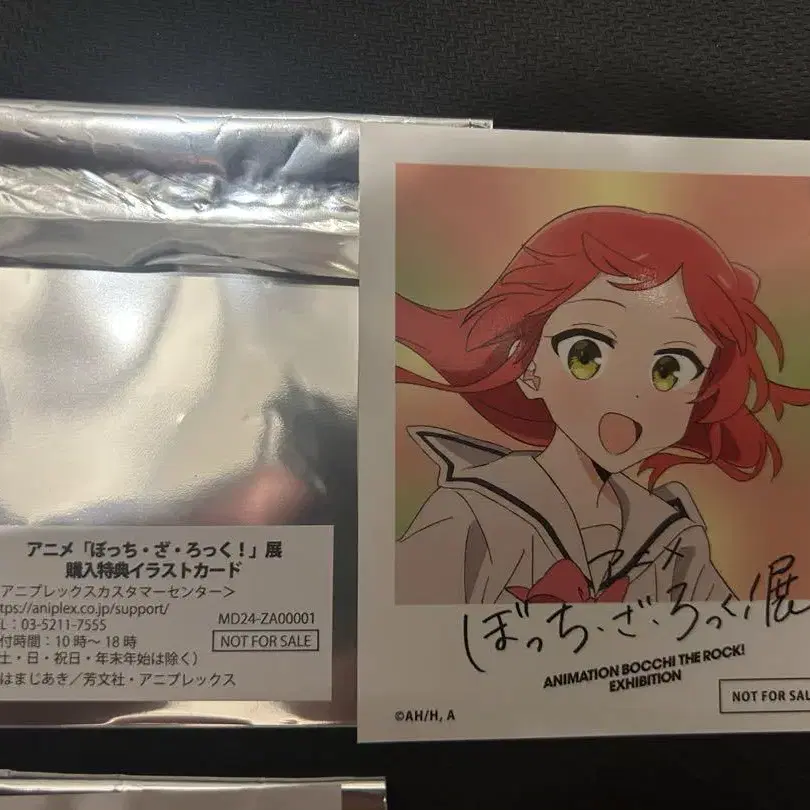 アニメ「ぼっち・ざ・ろっく！」展
購入特典イラストカード
アニプレックスカスタマーセンター＞
tps://aniplex.co.jp/support/
L：03-5211-7555
付時間：10時～18時
土・日・祝日・年末年始は除く）
はまじあき／芳文社・アニプレックス
MD24-ZA00001
NOT FOR SALE
アニメ
ぼっち・ざ・ろっく！展
ANIMATION BOCCHI THE ROCK!
EXHIBITION
NOT FOR SAL
©AH/H, A